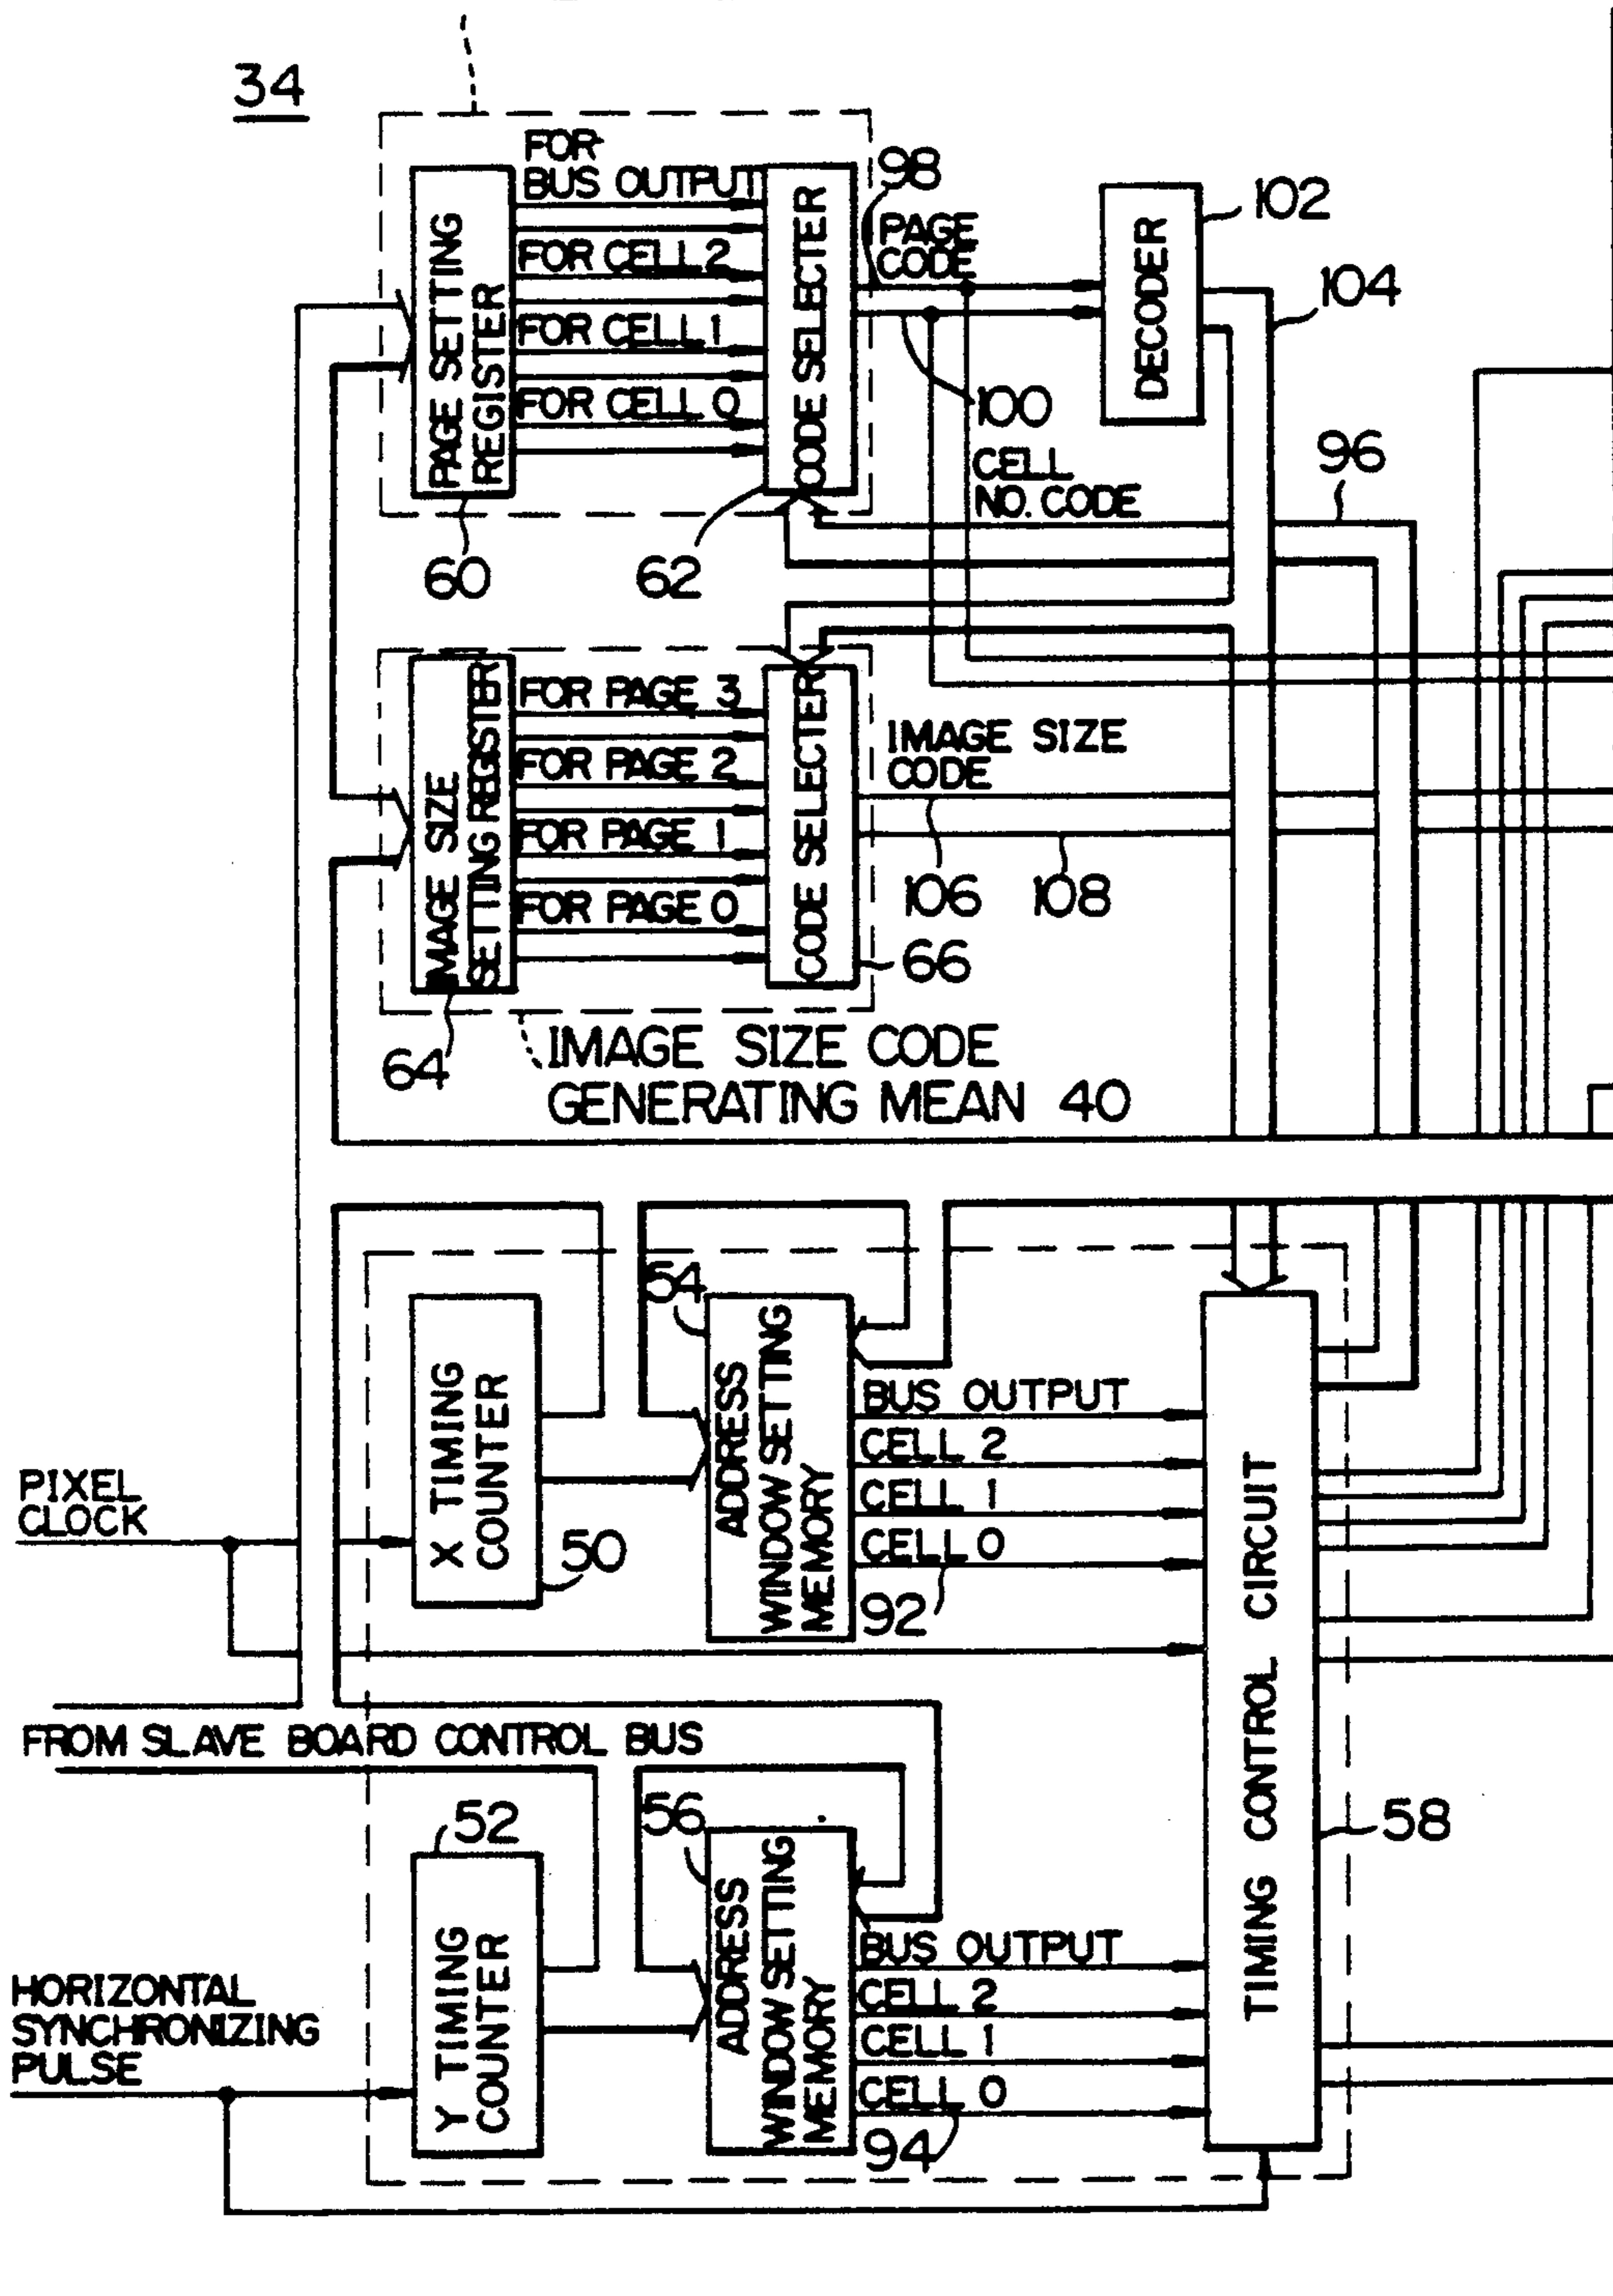 34
FOR
BUS OUTPUT
FOR CELL 2
FOR CELL 1
FOR CELL 0
PAGE SETTING
REGISTER
CODE SELECTER
98
PAGE
CODE
102
DECODER
104
100
CELL
NO. CODE
96
60
62
FOR PAGE 3
FOR PAGE 2
FOR PAGE 1
FOR PAGE 0
IMAGE SIZE
SETTING REGISTER
CODE SELECTER
IMAGE SIZE
CODE
106
108
66
64
IMAGE SIZE CODE
GENERATING MEAN 40
54
X TIMING
COUNTER
ADDRESS
WINDOW SETTING
MEMORY
BUS OUTPUT
CELL 2
CELL 1
CELL 0
92
PIXEL
CLOCK
50
TIMING CONTROL CIRCUIT
FROM SLAVE BOARD CONTROL BUS
52
56
58
Y TIMING
COUNTER
ADDRESS
WINDOW SETTING
MEMORY
BUS OUTPUT
CELL 2
CELL 1
CELL 0
94
HORIZONTAL
SYNCHRONIZING
PULSE